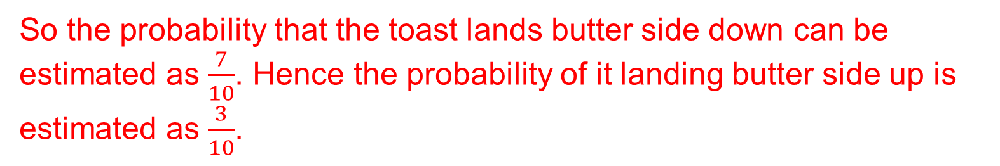 So the probability that the toast lands butter side down can be
estimated as 7/10. Hence the probability of it landing butter side up is
estimated as 3/10.